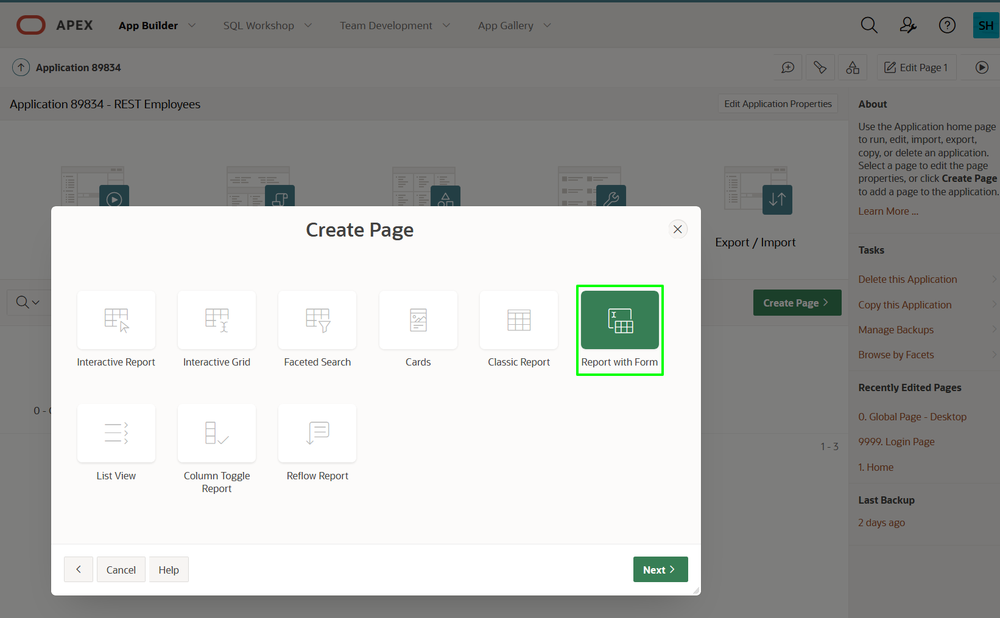 APEX
App Builder
SQL Workshop
Team Development
App Gallery
SH
Application 89834
Edit Page 1
Application 89834 - REST Employees
Edit Application Properties
About
Use the Application home page
to run, edit, import, export,
copy, or delete an application.
Select a page to edit the page
properties, or click Create Page
to add a page to the application.
Learn More ...
Export / Import
Tasks
Delete this Application
Copy this Application
Manage Backups
Browse by Facets
Create Page
Recently Edited Pages
0. Global Page - Desktop
9999. Login Page
1. Home
Last Backup
2 days ago
0 -
1 - 3
Create Page
Interactive Report
Interactive Grid
Faceted Search
Cards
Classic Report
Report with Form
List View
Column Toggle
Report
Reflow Report
Cancel
Help
Next